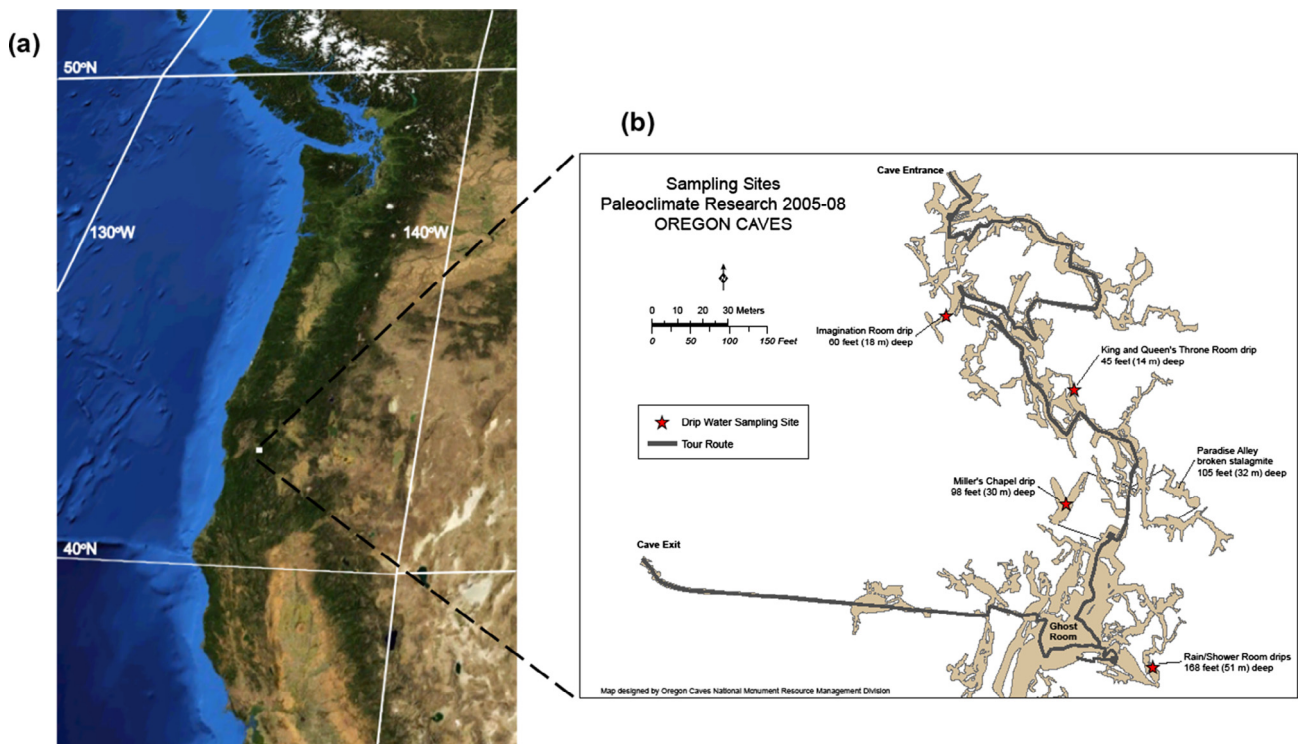 (a)
50°N
130°W
140°W
40°N
(b)
Sampling Sites
Paleoclimate Research 2005-08
OREGON CAVES
0 10 20 30 Meters
0 50 100 150 Feet
Drip Water Sampling Site
Tour Route
Cave Entrance
Imagination Room drip
60 feet (18 m) deep
King and Queen's Throne Room drip
45 feet (14 m) deep
Paradise Alley
broken stalagmite
105 feet (32 m) deep
Miller's Chapel drip
98 feet (30 m) deep
Cave Exit
Ghost
Room
Rain/Shower Room drips
168 feet (51 m) deep
Map designed by Oregon Caves National Monument Resource Management Division